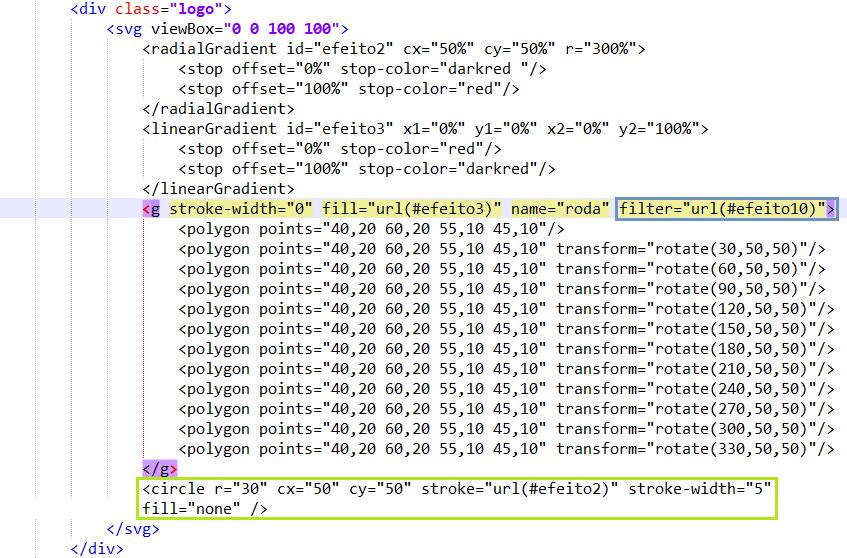 <div class="logo">
<svg viewBox="0 0 100 100">
<radialGradient id="efeito2" cx="50%" cy="50%" r="300%">
<stop offset="0%" stop-color="darkred "/>
<stop offset="100%" stop-color="red"/>
</radialGradient>
<linearGradient id="efeito3" x1="0%" y1="0%" x2="0%" y2="100%">
<stop offset="0%" stop-color="red"/>
<stop offset="100%" stop-color="darkred"/>
</linearGradient>
<g stroke-width="0" fill="url(#efeito3)" name="roda" filter="url(#efeito10)">
<polygon points="40,20 60,20 55,10 45,10"/>
<polygon points="40,20 60,20 55,10 45,10" transform="rotate(30,50,50)"/>
<polygon points="40,20 60,20 55,10 45,10" transform="rotate(60,50,50)"/>
<polygon points="40,20 60,20 55,10 45,10" transform="rotate(90,50,50)"/>
<polygon points="40,20 60,20 55,10 45,10" transform="rotate(120,50,50)"/>
<polygon points="40,20 60,20 55,10 45,10" transform="rotate(150,50,50)"/>
<polygon points="40,20 60,20 55,10 45,10" transform="rotate(180,50,50)"/>
<polygon points="40,20 60,20 55,10 45,10" transform="rotate(210,50,50)"/>
<polygon points="40,20 60,20 55,10 45,10" transform="rotate(240,50,50)"/>
<polygon points="40,20 60,20 55,10 45,10" transform="rotate(270,50,50)"/>
<polygon points="40,20 60,20 55,10 45,10" transform="rotate(300,50,50)"/>
<polygon points="40,20 60,20 55,10 45,10" transform="rotate(330,50,50)"/>
</g>
<circle r="30" cx="50" cy="50" stroke="url(#efeito2)" stroke-width="5"
fill="none" />
</svg>
</div>